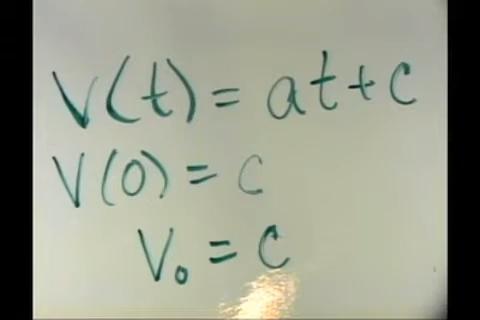 V(t) = at + c
V(0) = c
V₀ = c